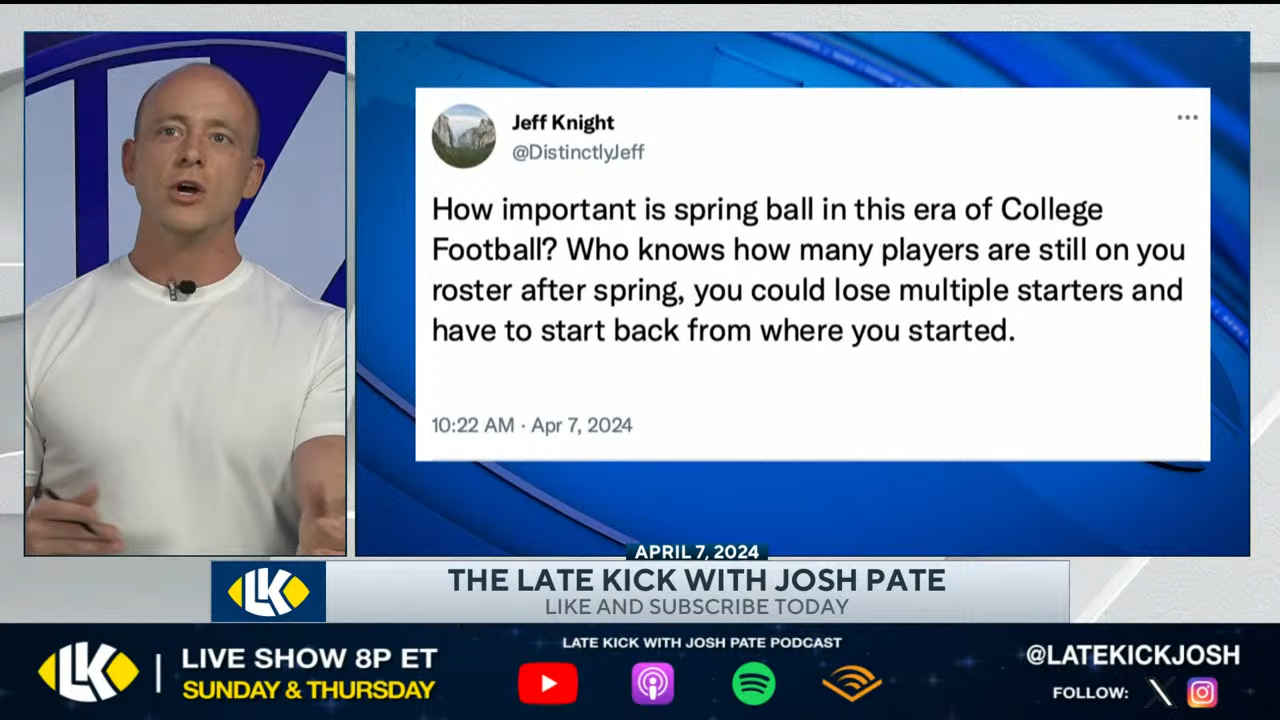 Jeff Knight
@DistinctlyJeff
How important is spring ball in this era of College
Football? Who knows how many players are still on you
roster after spring, you could lose multiple starters and
have to start back from where you started.
10:22 AM · Apr 7, 2024
APRIL 7, 2024
LK
THE LATE KICK WITH JOSH PATE
LIKE AND SUBSCRIBE TODAY
LK
LIVE SHOW 8P ET
SUNDAY & THURSDAY
LATE KICK WITH JOSH PATE PODCAST
@LATEKICKJOSH
FOLLOW: X